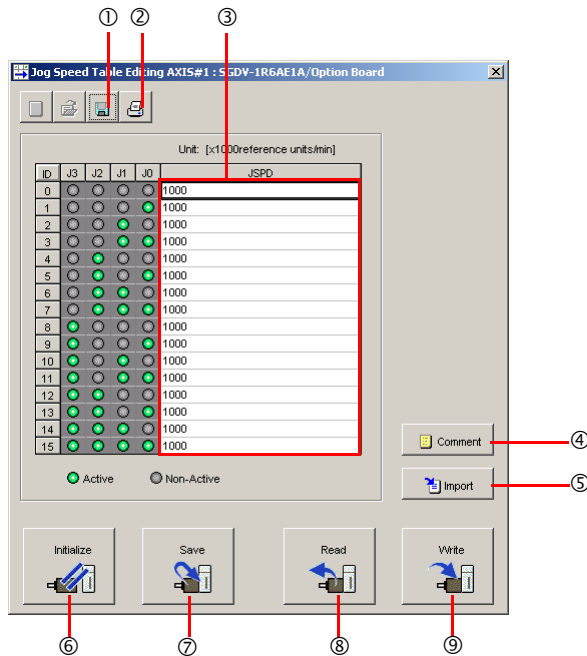 ① ② ③
Jog Speed Table Editing AXIS#1 : SGDV-1R6AE1A/Option Board
Unit: [x1000reference units/min]
ID J3 J2 J1 J0 JSPD
0 1000
1 1000
2 1000
3 1000
4 1000
5 1000
6 1000
7 1000
8 1000
9 1000
10 1000
11 1000
12 1000
13 1000
14 1000
15 1000
Comment ④
Active Non-Active
Import ⑤
Initialize Save Read Write
⑥ ⑦ ⑧ ⑨